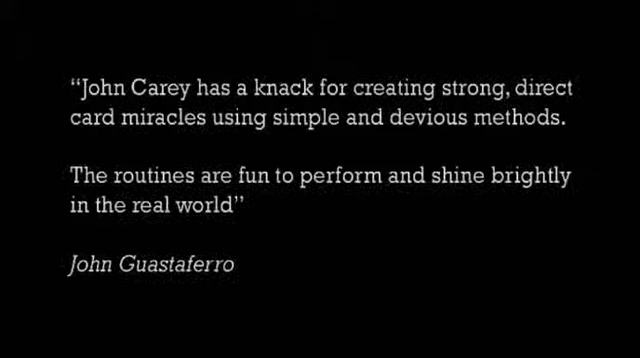 “John Carey has a knack for creating strong, direct
card miracles using simple and devious methods.
The routines are fun to perform and shine brightly
in the real world”
John Guastaferro